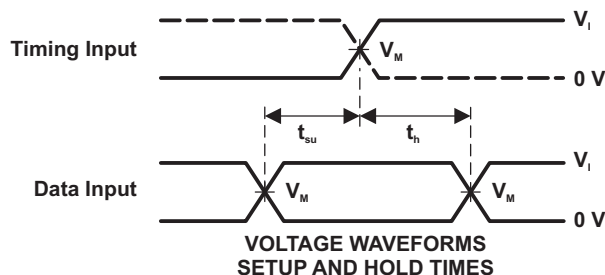 V_I
Timing Input
V_M
0 V
t_su
t_h
V_I
Data Input
V_M
V_M
0 V
VOLTAGE WAVEFORMS
SETUP AND HOLD TIMES